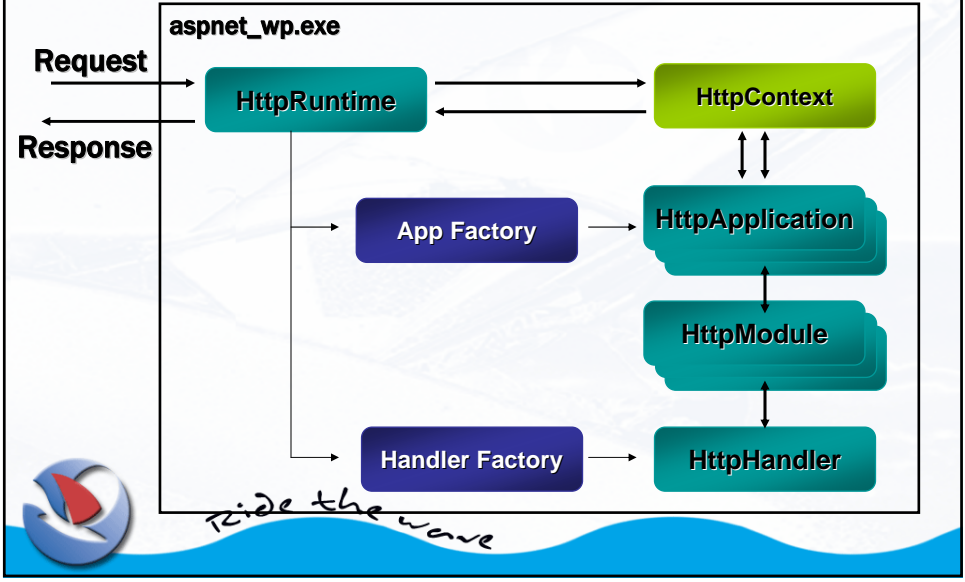 aspnet_wp.exe
Request
HttpRuntime
HttpContext
Response
App Factory
HttpApplication
HttpModule
Handler Factory
HttpHandler
Ride the wave